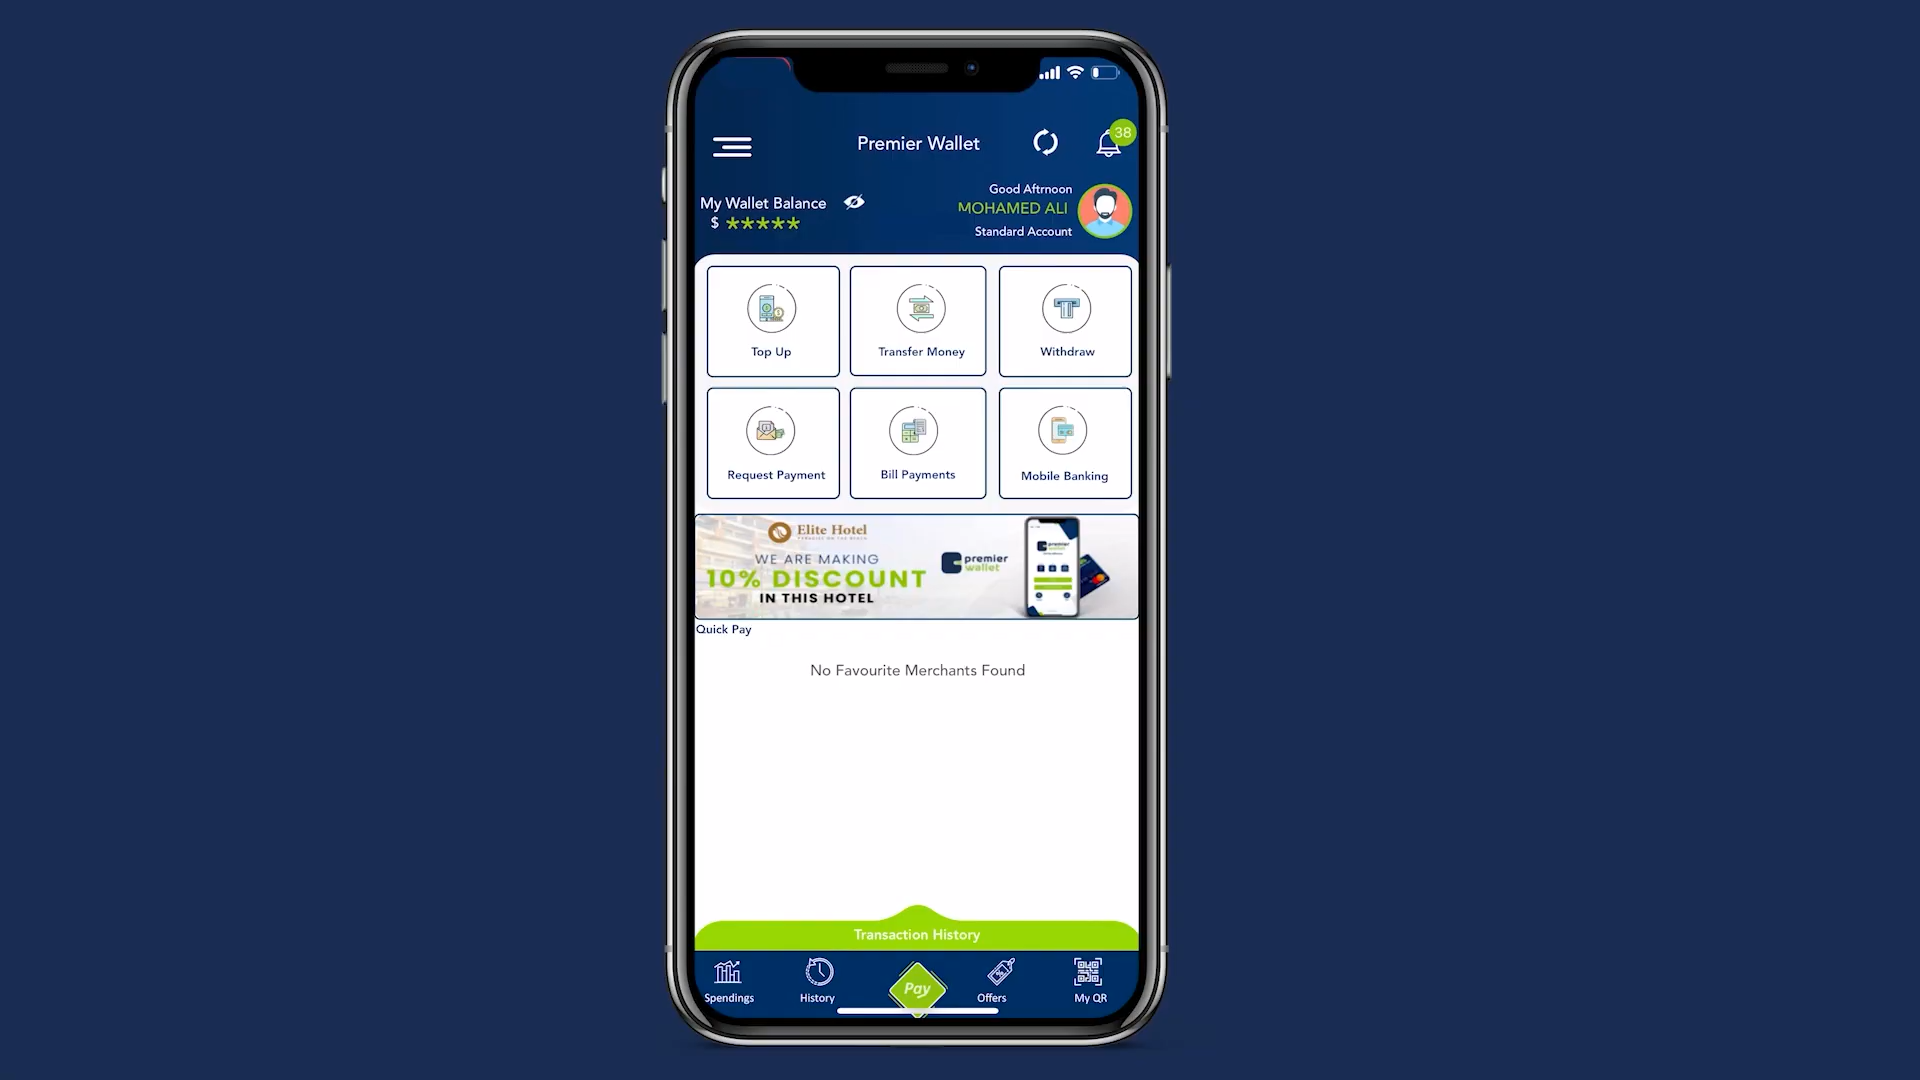 Premier Wallet
38
My Wallet Balance
$ *****
Good Aftrnoon
MOHAMED ALI
Standard Account
Top Up
Transfer Money
Withdraw
Request Payment
Bill Payments
Mobile Banking
Elite Hotel
WE ARE MAKING
10% DISCOUNT
IN THIS HOTEL
premier
wallet
Quick Pay
No Favourite Merchants Found
Transaction History
Spendings
History
Pay
Offers
My QR